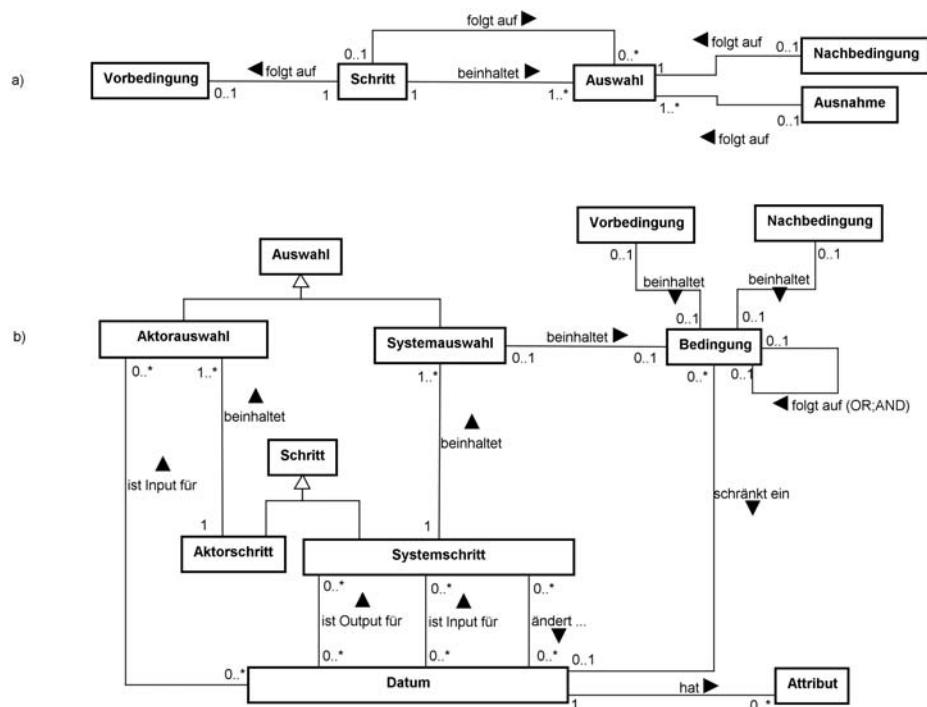 folgt auf ▶
0..1
0..*
◀ folgt auf
0..1
Nachbedingung
a)
Vorbedingung
◀ folgt auf
Schritt
beinhaltet ▶
Auswahl
1
0..1
1
1
1..*
1..*
Ausnahme
0..1
◀ folgt auf
Vorbedingung
Nachbedingung
0..1
0..1
Auswahl
beinhaltet ▼
beinhaltet ▼
b)
Aktorauswahl
Systemauswahl
beinhaltet ▶
0..1
0..1
Bedingung
0..1
0..1
0..1
0..*
1..*
1..*
0..*
0..1
◀ folgt auf (OR;AND)
▲ beinhaltet
▲ beinhaltet
Schritt
▲ ist Input für
schränkt ein ▼
1
1
Aktorschritt
Systemschritt
0..*
0..*
0..*
▲ ist Output für
▲ ist Input für
ändert ... ▼
0..*
0..*
0..*
0..*
0..1
Datum
hat ▶
Attribut
1
0..*